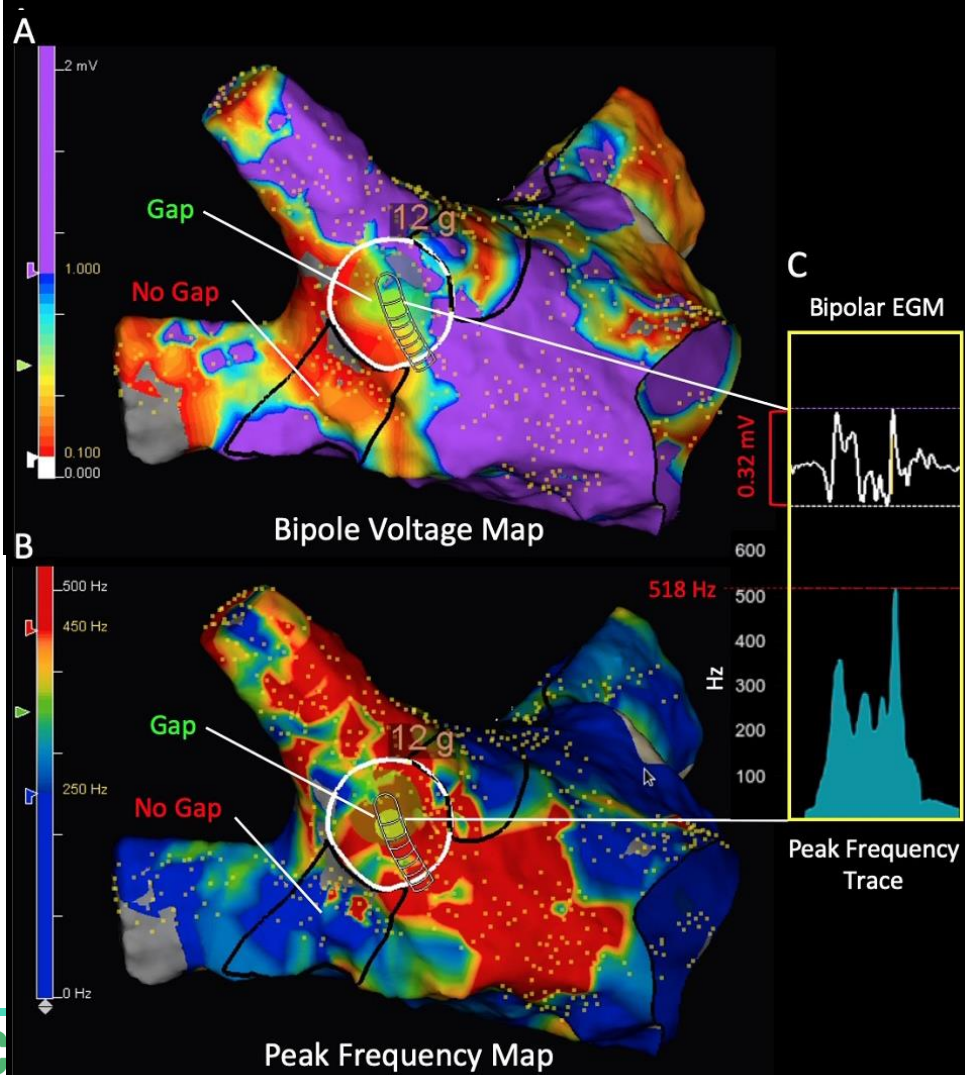 A
2 mV
1.000
0.100
0.000
Gap
No Gap
12 g
Bipole Voltage Map
C
Bipolar EGM
0.32 mV
B
500 Hz
450 Hz
250 Hz
0 Hz
Gap
No Gap
12 g
Peak Frequency Map
518 Hz
600
500
400
300
200
100
Hz
Peak Frequency
Trace